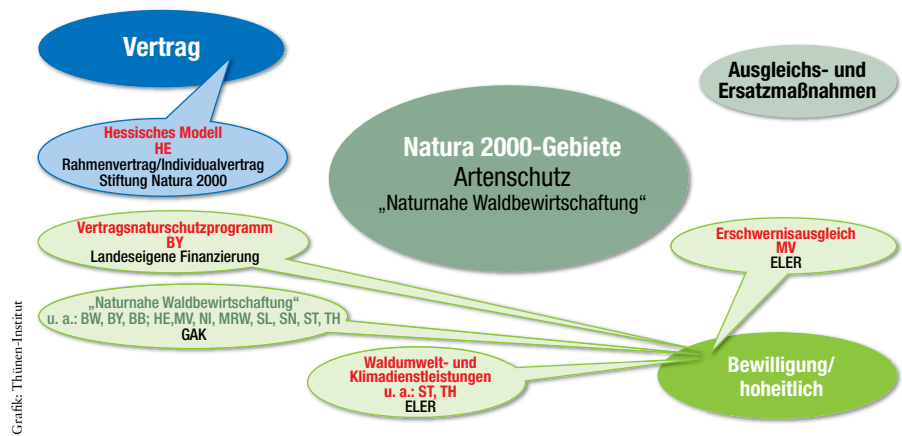 Vertrag
Ausgleichs- und
Ersatzmaßnahmen
Hessisches Modell
HE
Rahmenvertrag/Individualvertrag
Stiftung Natura 2000
Natura 2000-Gebiete
Artenschutz
„Naturnahe Waldbewirtschaftung“
Vertragsnaturschutzprogramm
BY
Landeseigene Finanzierung
Erschwernisausgleich
MV
ELER
„Naturnahe Waldbewirtschaftung“
u. a.: BW, BY, BB; HE,MV, NI, MRW, SL, SN, ST, TH
GAK
Waldumwelt- und
Klimadienstleistungen
u. a.: ST, TH
ELER
Bewilligung/
hoheitlich
Grafik: Thünen-Institut